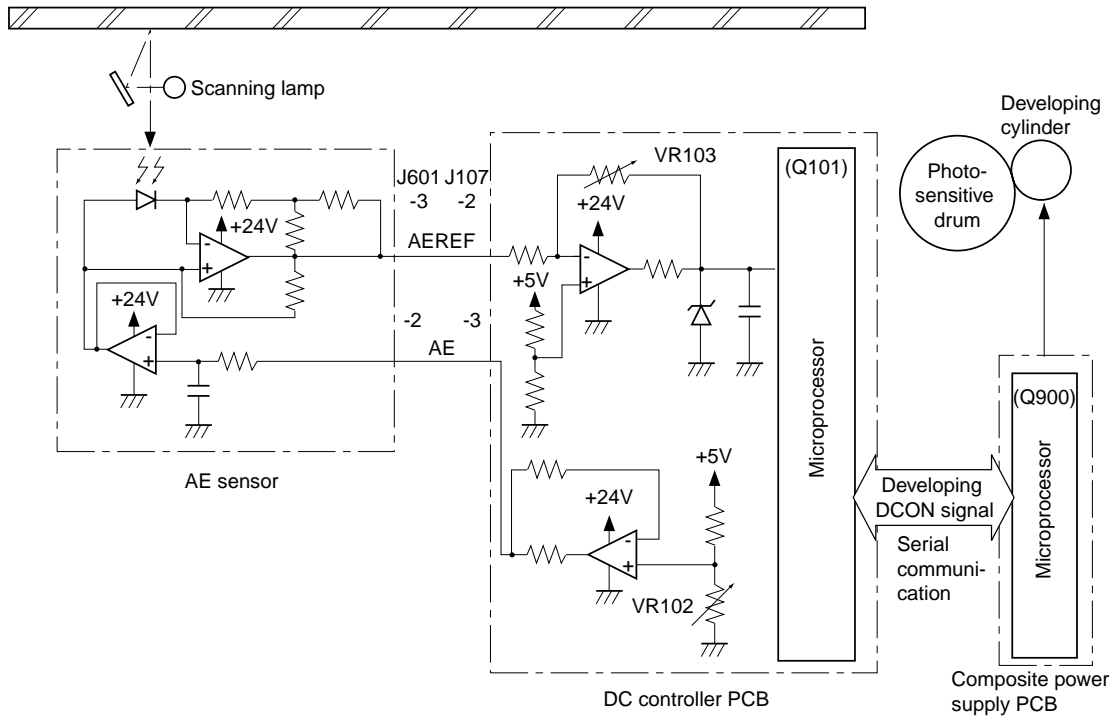 Scanning lamp
Developing
cylinder
Photo-
sensitive
drum
J601 J107
-3 -2
AEREF
-2 -3
AE
+24V
+24V
AE sensor
VR103
+24V
- 
+
+5V
- 
+
- 
+
(Q101)
Microprocessor
+5V
+24V
- 
+
VR102
- 
+
DC controller PCB
Developing
DCON signal
Serial
communi-
cation
(Q900)
Microprocessor
Composite power
supply PCB